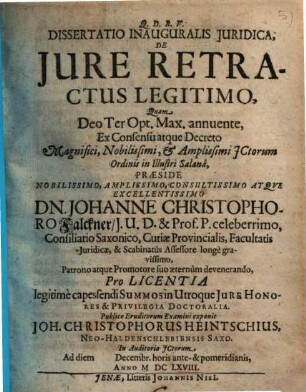 Q. D. B. V.
DISSERTATIO INAUGURALIS JURIDICA,
DE
JURE RETRA-
CTUS LEGITIMO,
Quam
Deo Ter Opt. Max. annuente,
Ex Consensu atque Decreto
Magnifici, Nobilissimi, & Amplissimi JCtorum
Ordinis in Illustri Salanâ,
PRÆSIDE
NOBILISSIMO, AMPLISSIMO, CONSULTISSIMO ATQVE
EXCELLENTISSIMO
DN. JOHANNE CHRISTOPHO-
RO Falckner/ J. U. D. & Prof. P. celeberrimo,
Consiliario Saxonico, Curiæ Provincialis, Facultatis
Juridicæ, & Scabinatus Assessore longè gra-
vissimo,
Patrono atque Promotore suo æternùm devenerando,
Pro LICENTIA
legitimè capessendi SUMMOS in Utroque JURE HONO-
RES & PRIVILEGIA DOCTORALIA.
Publico Eruditorum Examini exponit
JOH. CHRISTOPHORUS HEINTSCHIUS,
NEO-HALDENSLEBIENSIS SAXO.
In Auditorio JCtorum
Ad diem Decembr. horis ante- & pomeridianis,
ANNO M DC LXVIII.
JENÆ, Litteris JOHANNIS NISI.